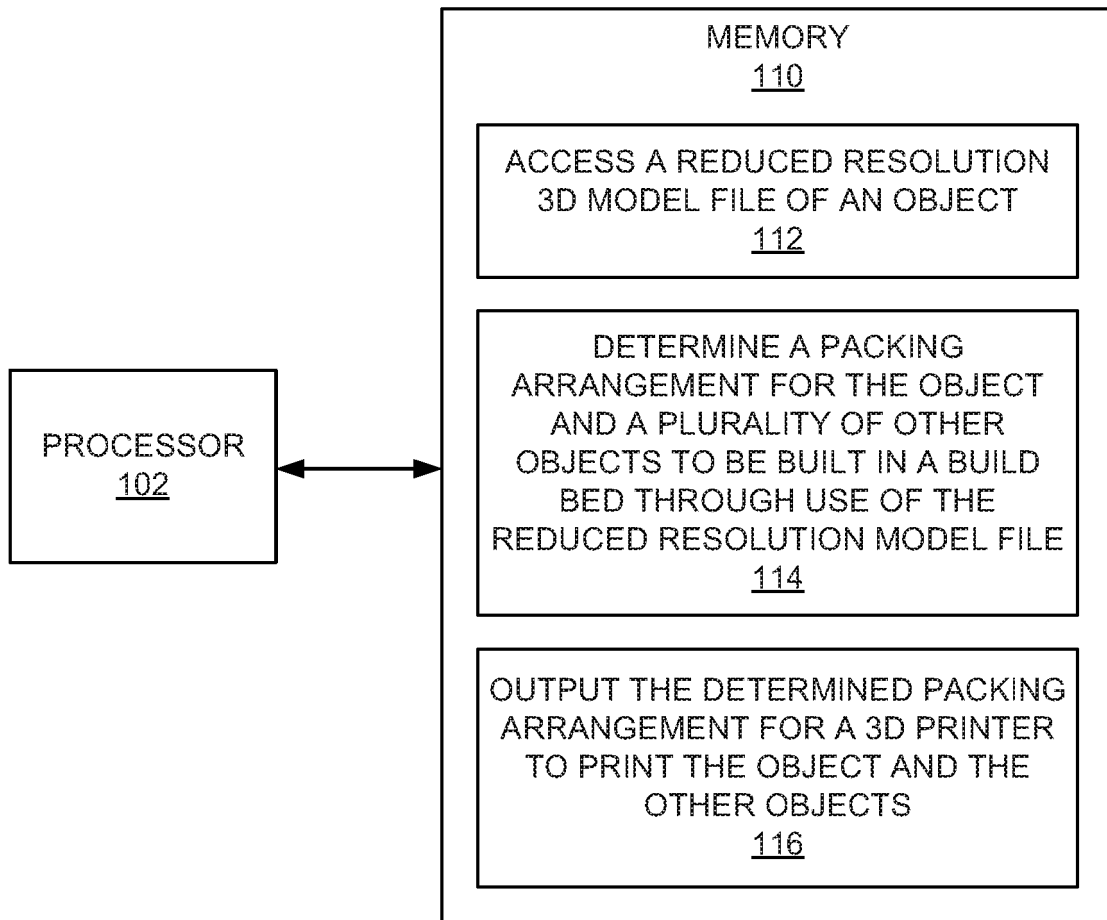 MEMORY
110
ACCESS A REDUCED RESOLUTION
3D MODEL FILE OF AN OBJECT
112
DETERMINE A PACKING
ARRANGEMENT FOR THE OBJECT
AND A PLURALITY OF OTHER
OBJECTS TO BE BUILT IN A BUILD
BED THROUGH USE OF THE
REDUCED RESOLUTION MODEL FILE
114
PROCESSOR
102
OUTPUT THE DETERMINED PACKING
ARRANGEMENT FOR A 3D PRINTER
TO PRINT THE OBJECT AND THE
OTHER OBJECTS
116